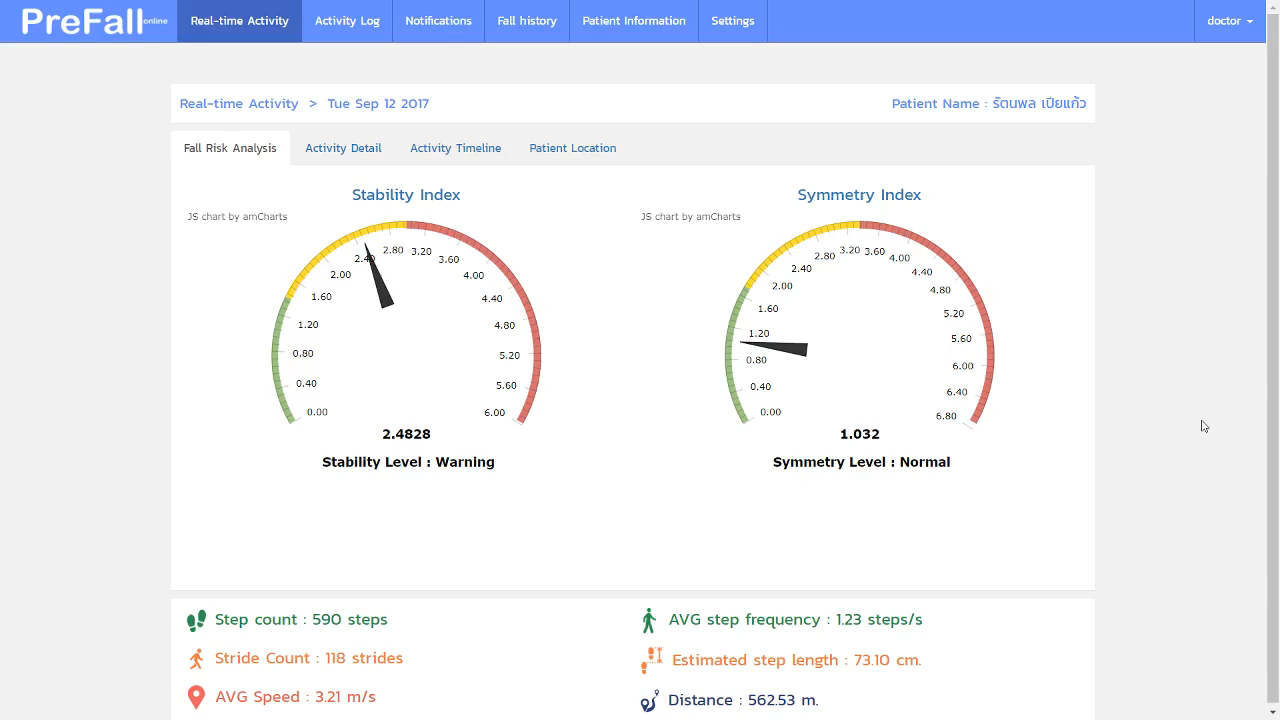 PreFall online Real-time Activity Activity Log Notifications Fall history Patient Information Settings doctor
Real-time Activity > Tue Sep 12 2017 Patient Name : รัตนพล เปียแก้ว
Fall Risk Analysis Activity Detail Activity Timeline Patient Location
Stability Index
JS chart by amCharts
0.00
0.40
0.80
1.20
1.60
2.00
2.40
2.80
3.20
3.60
4.00
4.40
4.80
5.20
5.60
6.00
2.4828
Stability Level : Warning
Symmetry Index
JS chart by amCharts
0.00
0.40
0.80
1.20
1.60
2.00
2.40
2.80
3.20
3.60
4.00
4.40
4.80
5.20
5.60
6.00
6.40
6.80
1.032
Symmetry Level : Normal
Step count : 590 steps
Stride Count : 118 strides
AVG Speed : 3.21 m/s
AVG step frequency : 1.23 steps/s
Estimated step length : 73.10 cm.
Distance : 562.53 m.